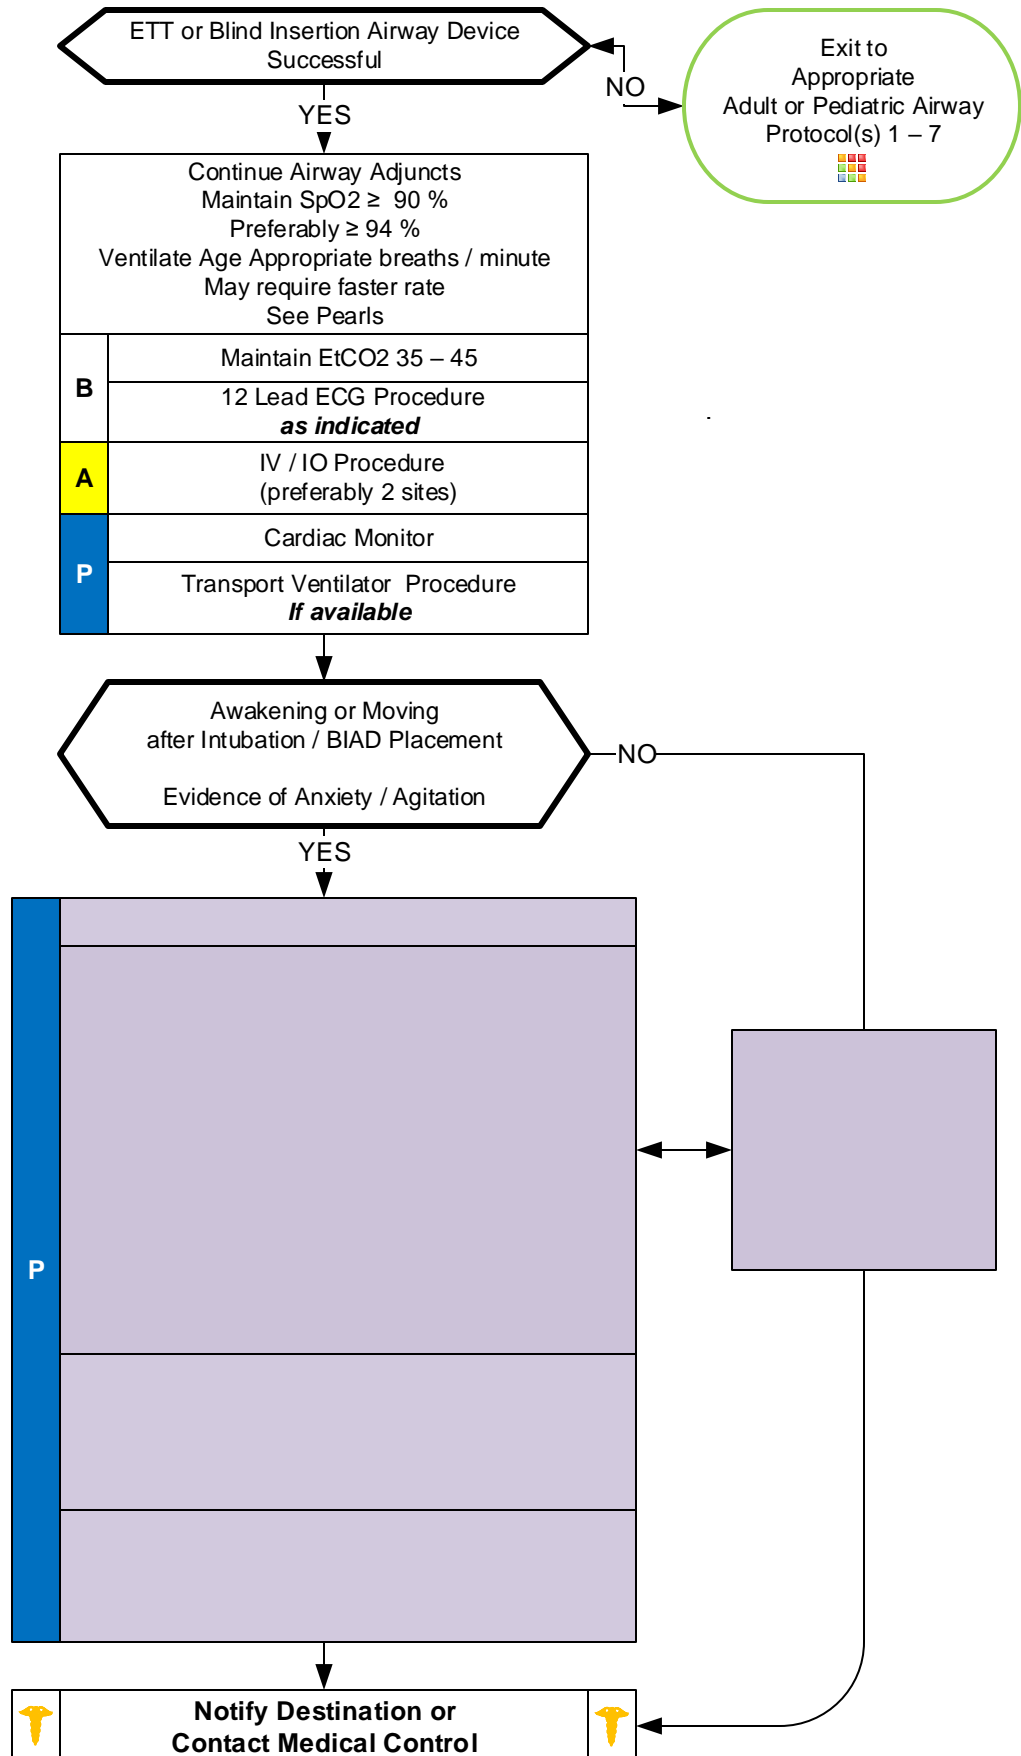 ETT or Blind Insertion Airway Device
Successful
NO
Exit to
Appropriate
Adult or Pediatric Airway
Protocol(s) 1 – 7
YES
Continue Airway Adjuncts
Maintain SpO2 ≥ 90 %
Preferably ≥ 94 %
Ventilate Age Appropriate breaths / minute
May require faster rate
See Pearls
B
Maintain EtCO2 35 – 45
12 Lead ECG Procedure
as indicated
A
IV / IO Procedure
(preferably 2 sites)
P
Cardiac Monitor
Transport Ventilator Procedure
If available
Awakening or Moving
after Intubation / BIAD Placement
Evidence of Anxiety / Agitation
NO
YES
P
Notify Destination or
Contact Medical Control